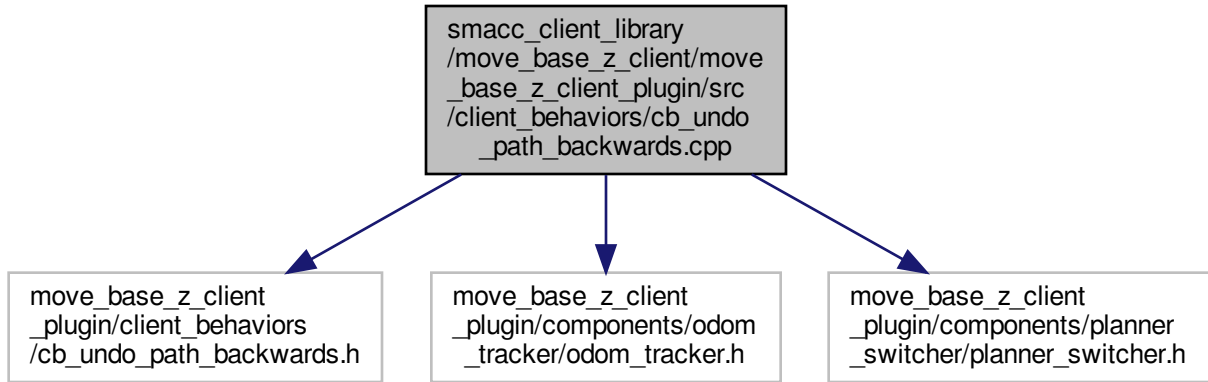 smacc_client_library
/move_base_z_client/move
_base_z_client_plugin/src
/client_behaviors/cb_undo
_path_backwards.cpp
move_base_z_client
_plugin/client_behaviors
/cb_undo_path_backwards.h
move_base_z_client
_plugin/components/odom
_tracker/odom_tracker.h
move_base_z_client
_plugin/components/planner
_switcher/planner_switcher.h